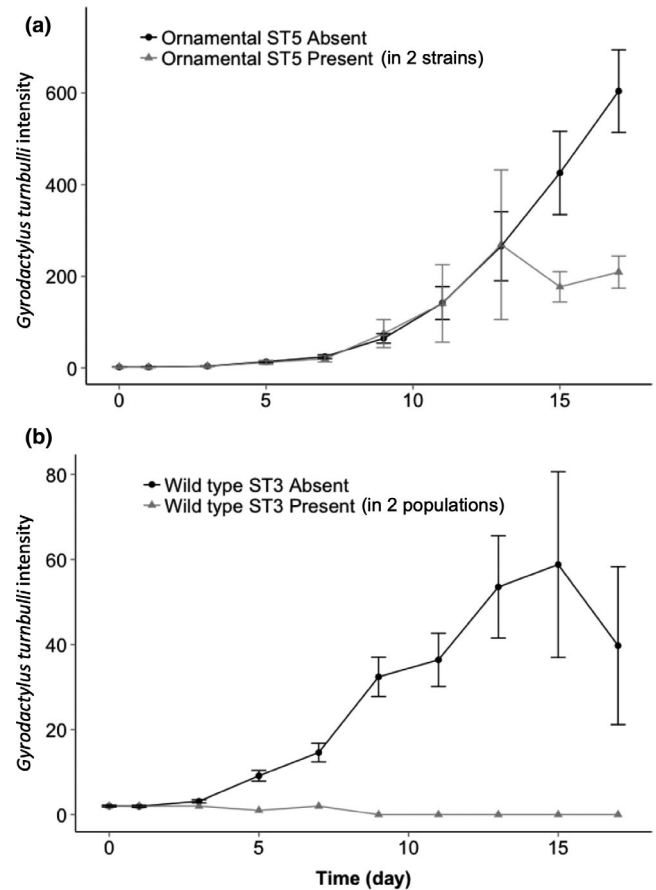 (a)
Ornamental ST5 Absent
Ornamental ST5 Present (in 2 strains)
Gyrodactylus turnbulli intensity
600
400
200
0
0 5 10 15
(b)
Wild type ST3 Absent
Wild type ST3 Present (in 2 populations)
Gyrodactylus turnbulli intensity
80
60
40
20
0
0 5 10 15
Time (day)